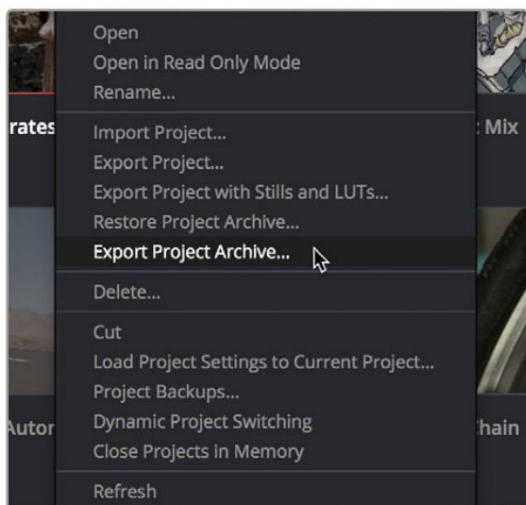 Open
Open in Read Only Mode
Rename...
rates
Import Project...
Mix
Export Project...
Export Project with Stills and LUTs...
Restore Project Archive...
Export Project Archive...
Delete...
Cut
Load Project Settings to Current Project...
Project Backups...
Autor
Dynamic Project Switching
Chain
Close Projects in Memory
Refresh